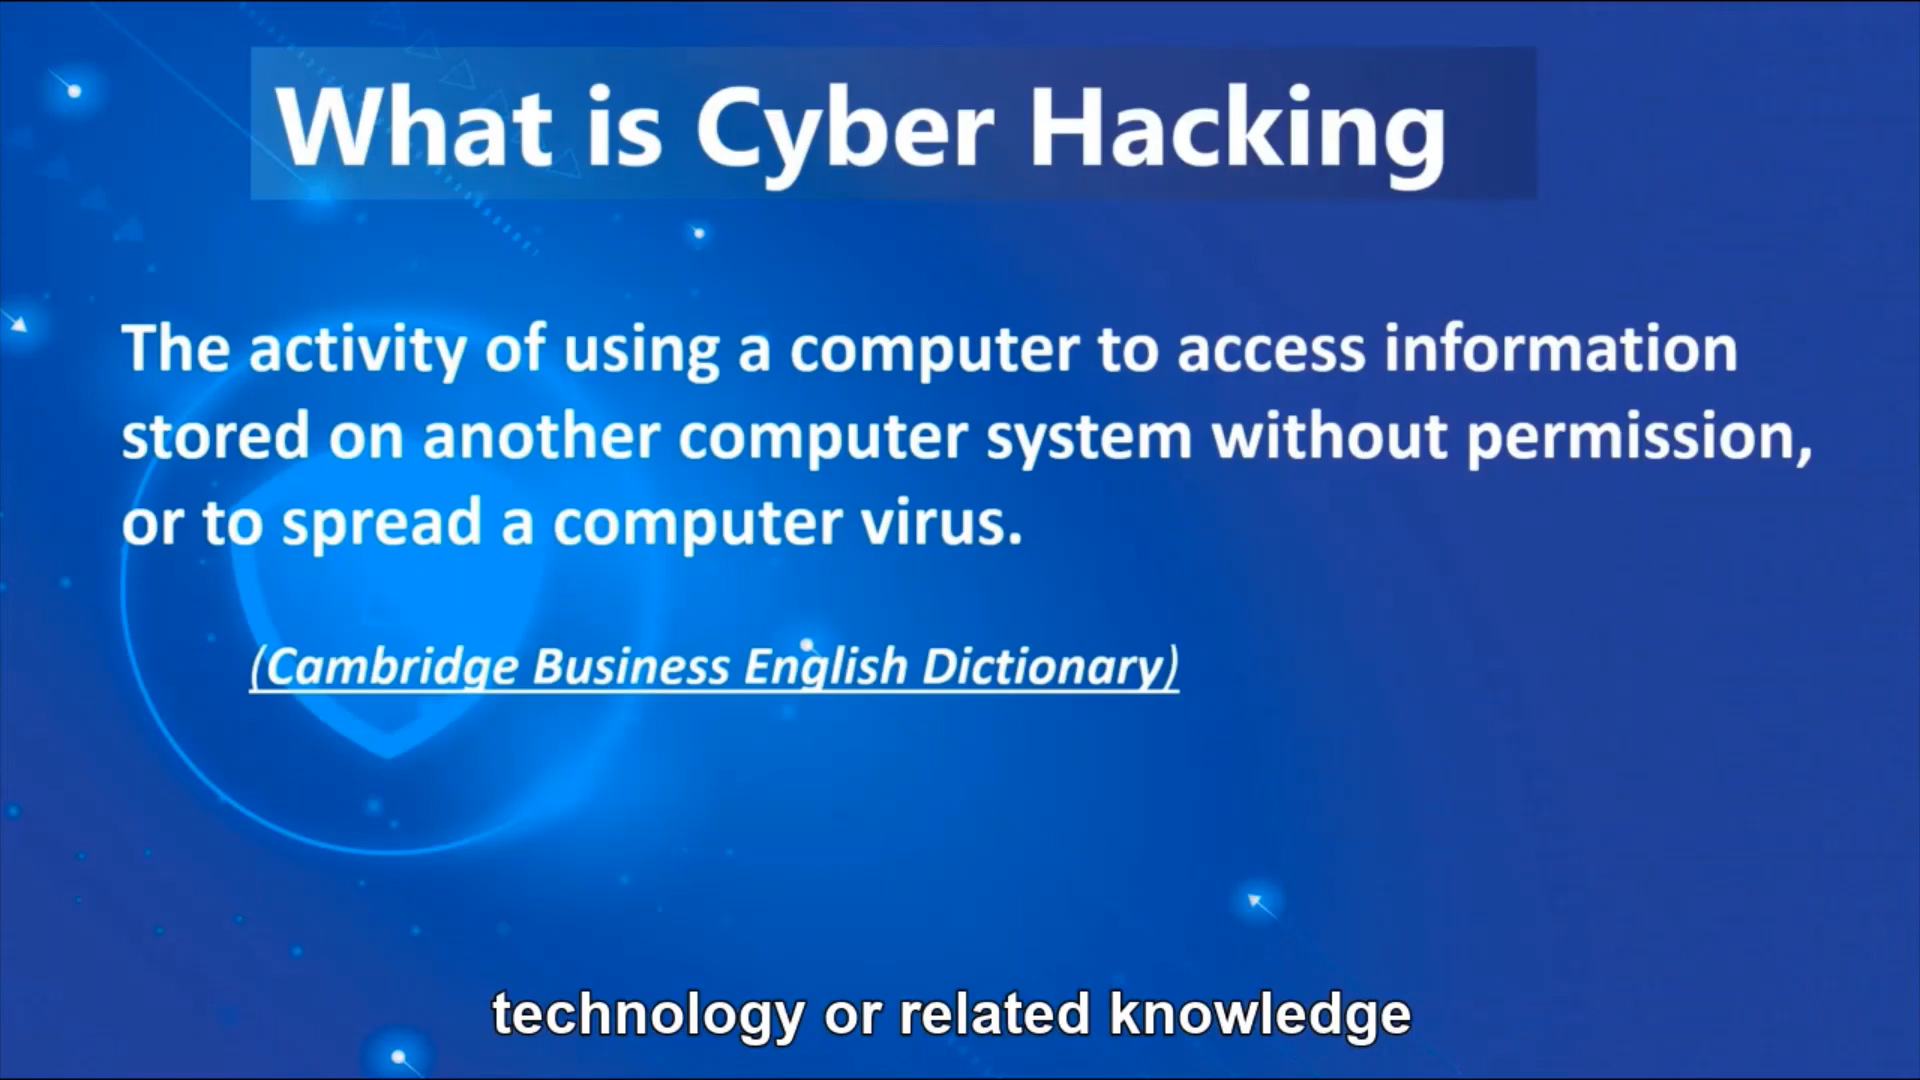 What is Cyber Hacking
The activity of using a computer to access information
stored on another computer system without permission,
or to spread a computer virus.
(Cambridge Business English Dictionary)
technology or related knowledge